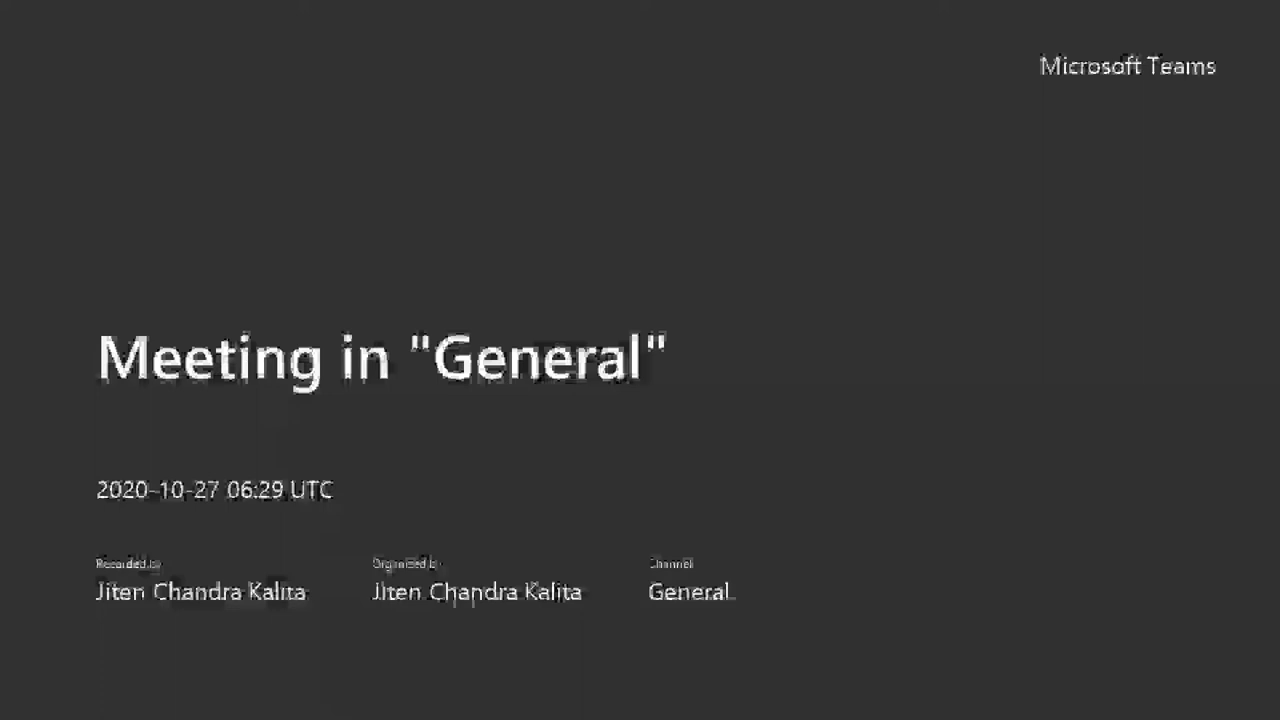 Microsoft Teams
Meeting in "General"
2020-10-27 06:29 UTC
Recorded by Organized by Channel
Jiten Chandra Kalita Jiten Chandra Kalita General